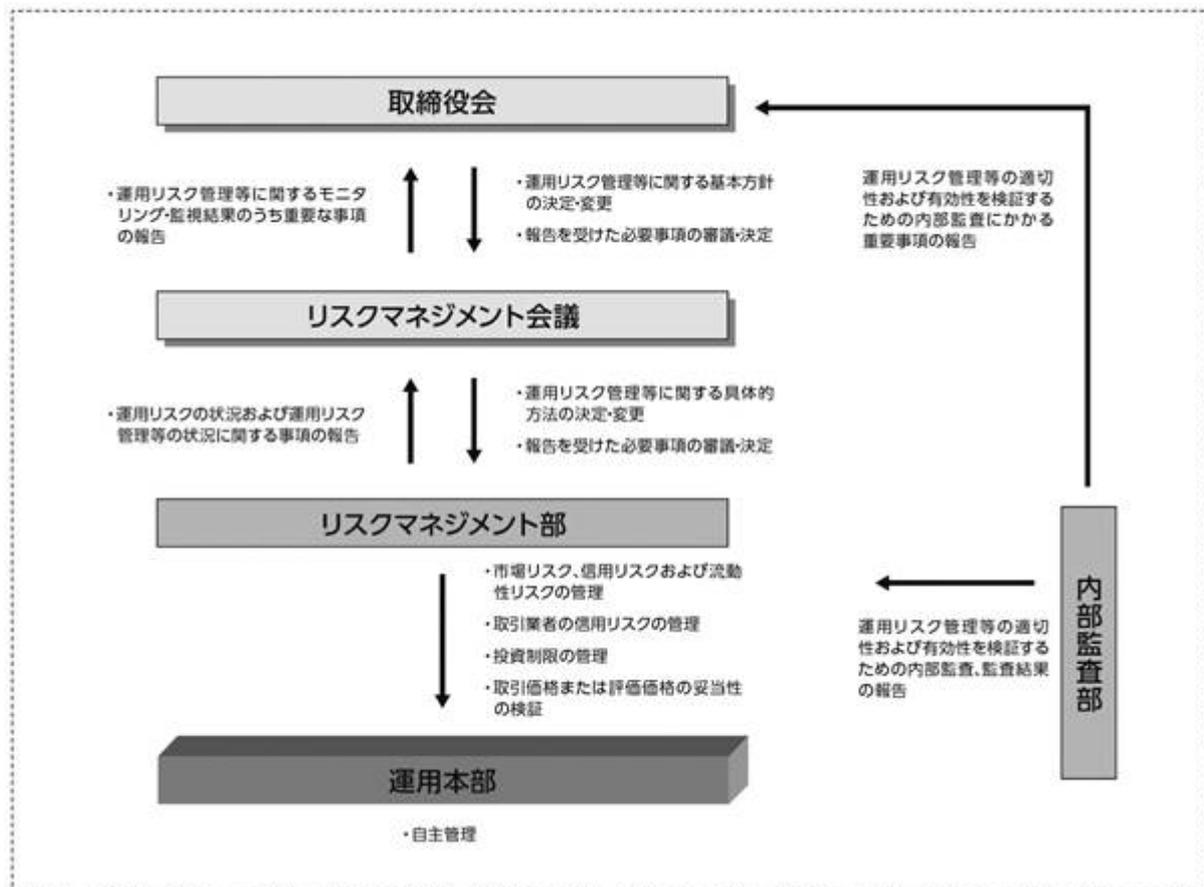 取締役会
・運用リスク管理等に関するモニタ
リング・監視結果のうち重要な事項
の報告
・運用リスク管理等に関する基本方針
の決定・変更
・報告を受けた必要事項の審議・決定
運用リスク管理等の適切
性および有効性を検証する
ための内部監査にかかる
重要事項の報告
リスクマネジメント会議
・運用リスクの状況および運用リスク
管理等の状況に関する事項の報告
・運用リスク管理等に関する具体的
方法の決定・変更
・報告を受けた必要事項の審議・決定
リスクマネジメント部
・市場リスク、信用リスクおよび流動
性リスクの管理
・取引業者の信用リスクの管理
・投資制限の管理
・取引価格または評価価格の妥当性
の検証
運用リスク管理等の適切
性および有効性を検証する
ための内部監査、監査結果
の報告
内部監査部
運用本部
・自主管理